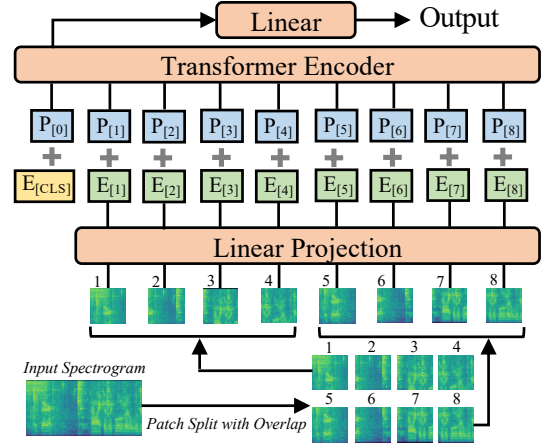 Linear Output
Transformer Encoder
P[0] P[1] P[2] P[3] P[4] P[5] P[6] P[7] P[8]
+ + + + + + + + +
E[CLS] E[1] E[2] E[3] E[4] E[5] E[6] E[7] E[8]
Linear Projection
1 2 3 4 5 6 7 8
1 2 3 4
Input Spectrogram
5 6 7 8
Patch Split with Overlap